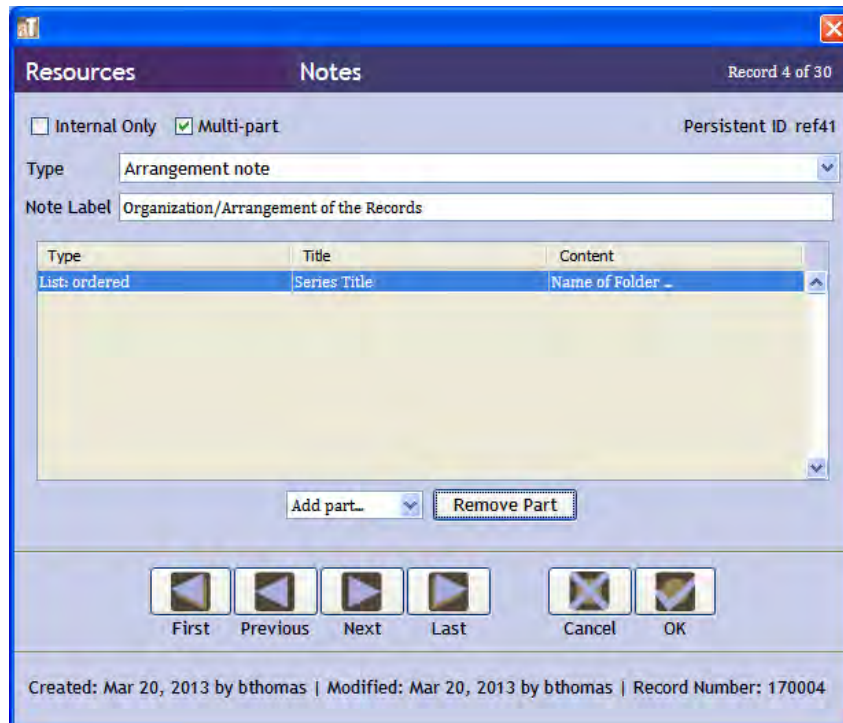 aT
Resources Notes Record 4 of 30
Internal Only Multi-part Persistent ID ref41
Type Arrangement note
Note Label Organization/Arrangement of the Records
Type Title Content
List: ordered Series Title Name of Folder ...
Add part... Remove Part
First Previous Next Last Cancel OK
Created: Mar 20, 2013 by bthomas | Modified: Mar 20, 2013 by bthomas | Record Number: 170004